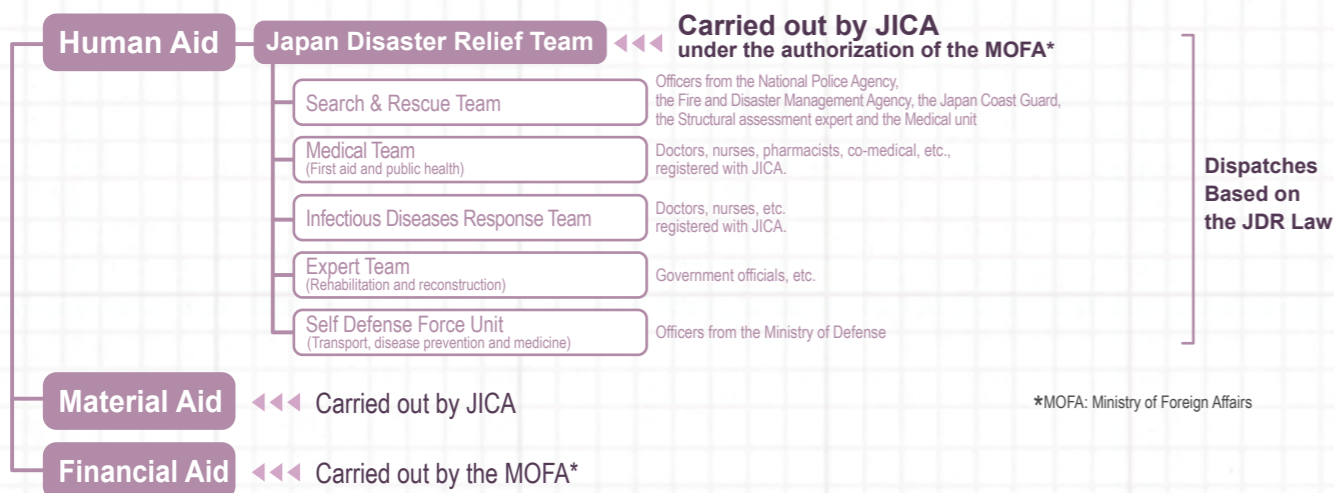 Human Aid
Japan Disaster Relief Team
Carried out by JICA
under the authorization of the MOFA*
Search & Rescue Team
Officers from the National Police Agency,
the Fire and Disaster Management Agency, the Japan Coast Guard,
the Structural assessment expert and the Medical unit
Medical Team
(First aid and public health)
Doctors, nurses, pharmacists, co-medical, etc.,
registered with JICA.
Infectious Diseases Response Team
Doctors, nurses, etc.
registered with JICA.
Expert Team
(Rehabilitation and reconstruction)
Government officials, etc.
Self Defense Force Unit
(Transport, disease prevention and medicine)
Officers from the Ministry of Defense
Dispatches
Based on
the JDR Law
Material Aid
Carried out by JICA
*MOFA: Ministry of Foreign Affairs
Financial Aid
Carried out by the MOFA*